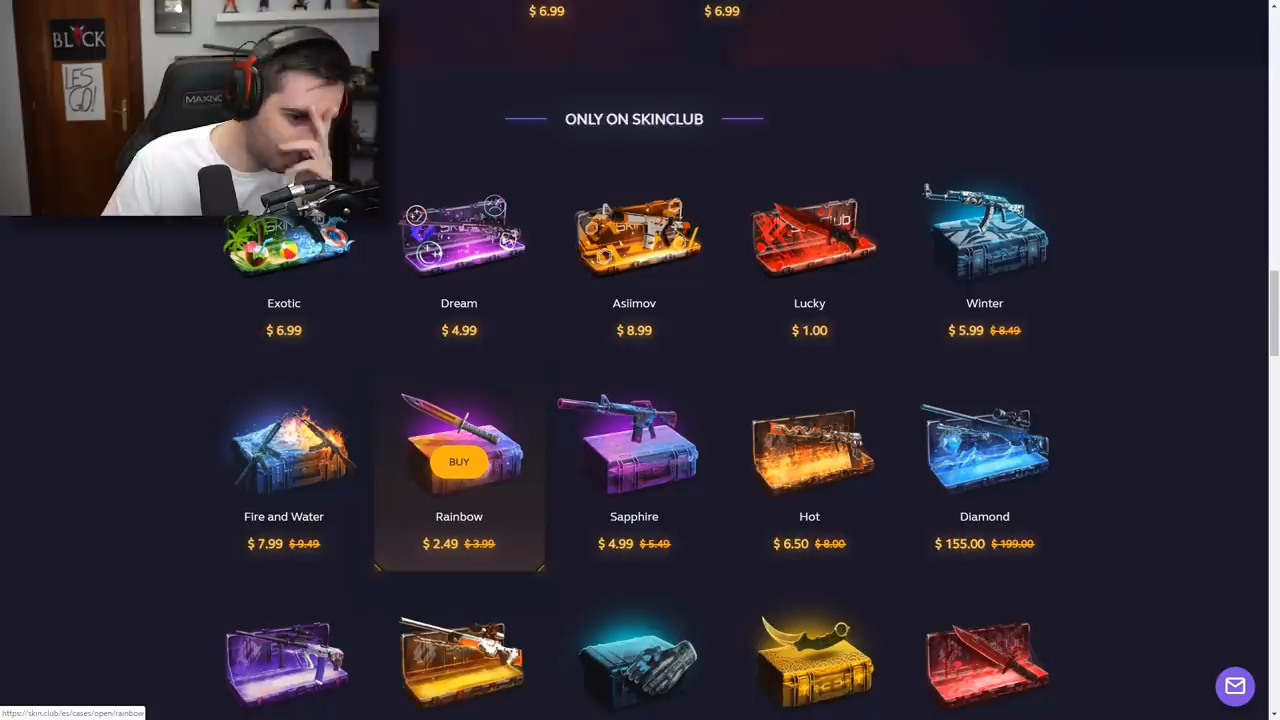 $ 6.99 $ 6.99
BLCK
LES
GO!
MAXNO
ONLY ON SKINCLUB
Exotic Dream Asiimov Lucky Winter
$ 6.99 $ 4.99 $ 8.99 $ 1.00 $ 5.99 $ 8.49
BUY
Fire and Water Rainbow Sapphire Hot Diamond
$ 7.99 $ 9.49 $ 2.49 $ 3.99 $ 4.99 $ 5.49 $ 6.50 $ 8.00 $ 155.00 $ 199.00
https://skin.club/es/cases/open/rainbow